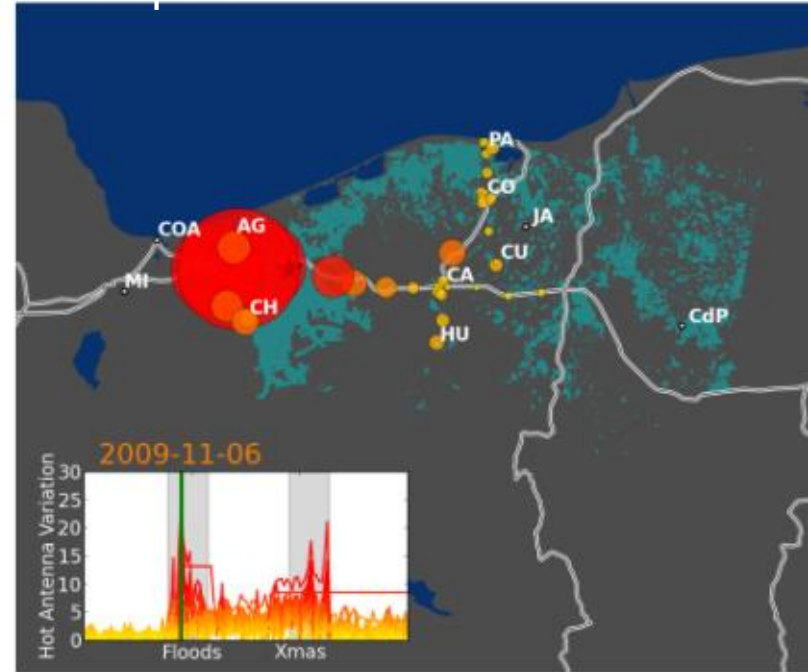 PA
CO
JA
COA
AG
CU
CA
MI
CH
CdP
HU
2009-11-06
Hot Antenna Variation
30
25
20
15
10
5
0
Floods
Xmas